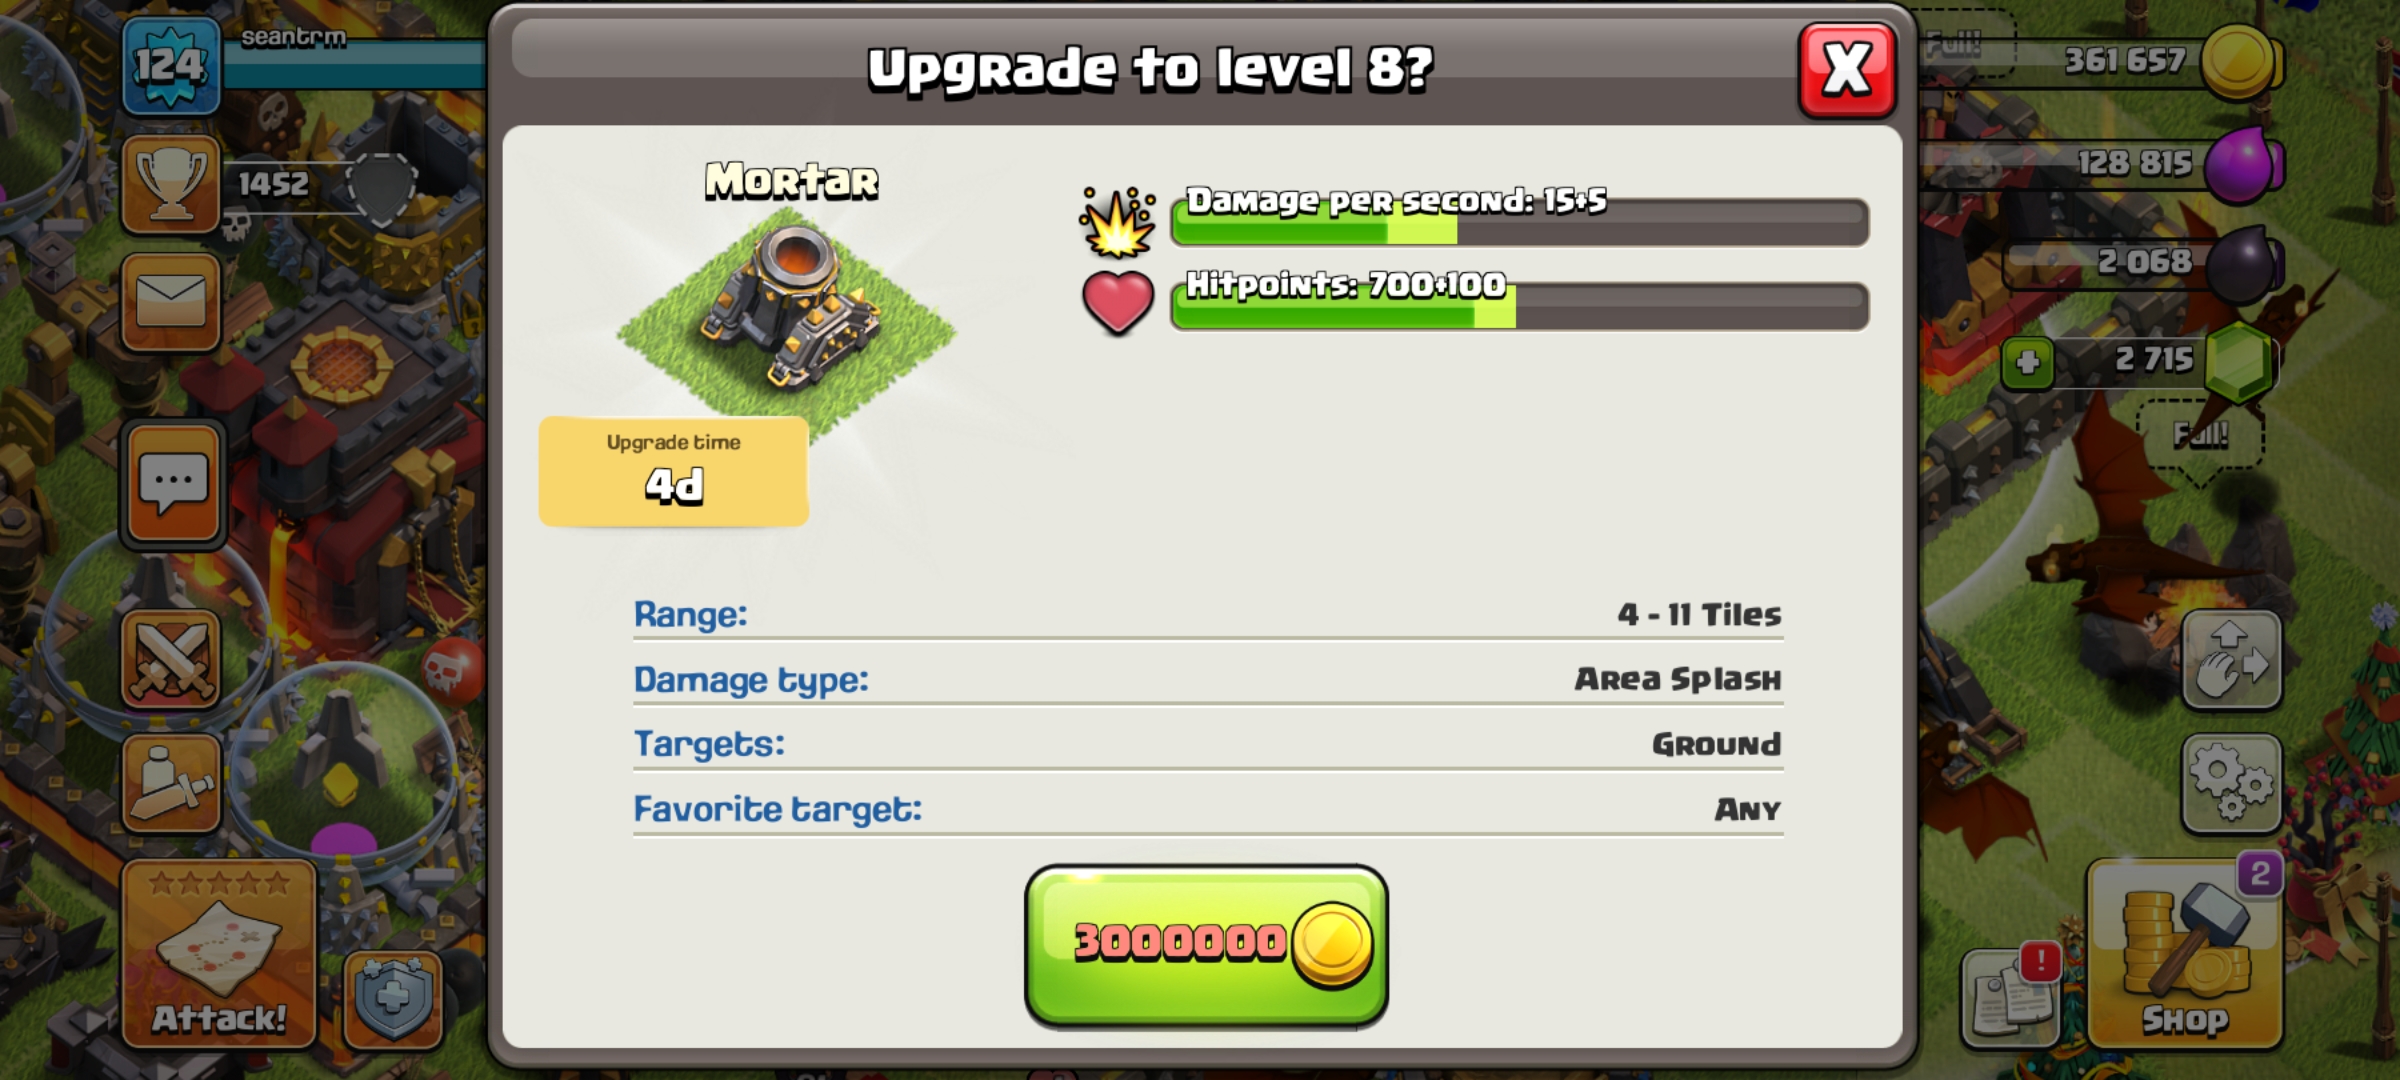 124
seantrm
1452
Attack!
Upgrade to level 8?
X
Mortar
Damage per second: 15+5
Hitpoints: 700+100
Upgrade time
4d
Range:
4 - 11 Tiles
Damage type:
Area Splash
Targets:
Ground
Favorite target:
Any
3000000
Full!
361 657
128 815
2 068
2 715
Full!
2
!
Shop